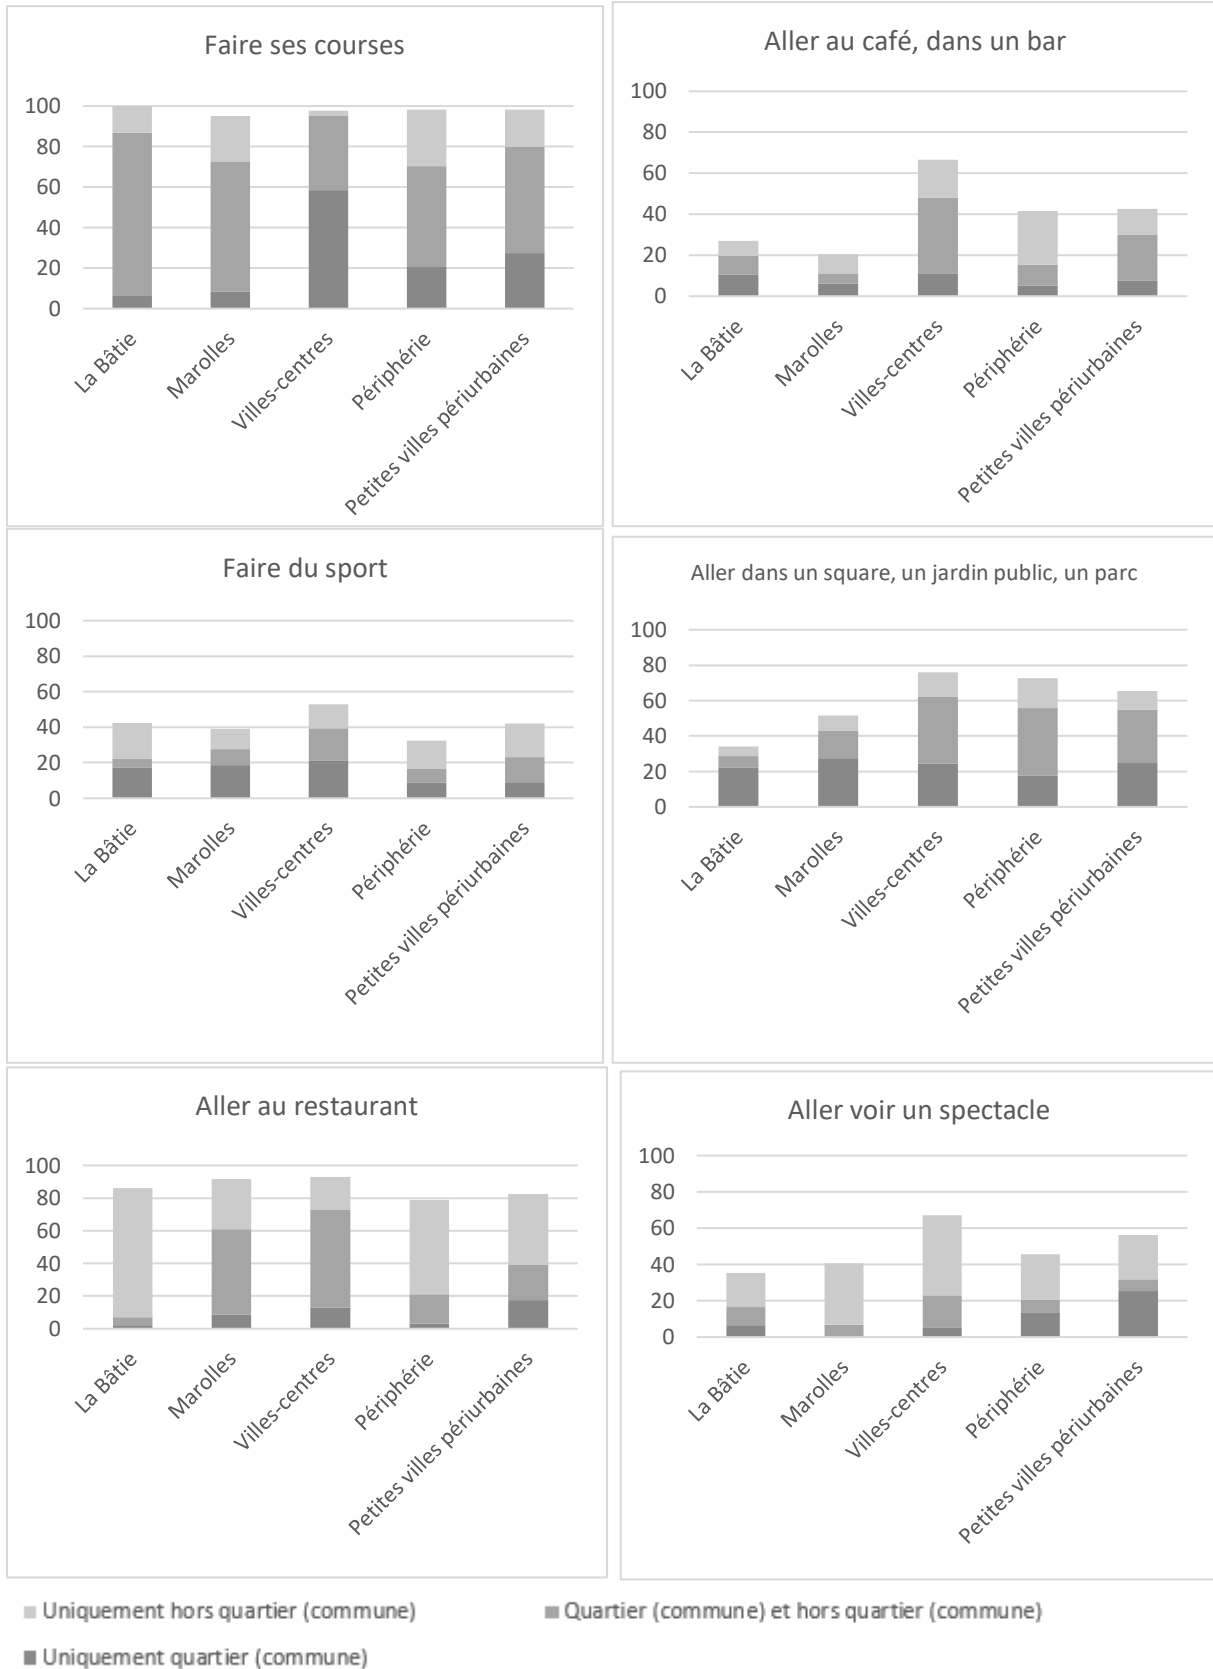 Faire ses courses
100
80
60
40
20
0
La Bâtie
Marolles
Villes-centres
Périphérie
Petites villes périurbaines
Aller au café, dans un bar
100
80
60
40
20
0
La Bâtie
Marolles
Villes-centres
Périphérie
Petites villes périurbaines
Faire du sport
100
80
60
40
20
0
La Bâtie
Marolles
Villes-centres
Périphérie
Petites villes périurbaines
Aller dans un square, un jardin public, un parc
100
80
60
40
20
0
La Bâtie
Marolles
Villes-centres
Périphérie
Petites villes périurbaines
Aller au restaurant
100
80
60
40
20
0
La Bâtie
Marolles
Villes-centres
Périphérie
Petites villes périurbaines
Aller voir un spectacle
100
80
60
40
20
0
La Bâtie
Marolles
Villes-centres
Périphérie
Petites villes périurbaines
Uniquement hors quartier (commune)
Quartier (commune) et hors quartier (commune)
Uniquement quartier (commune)